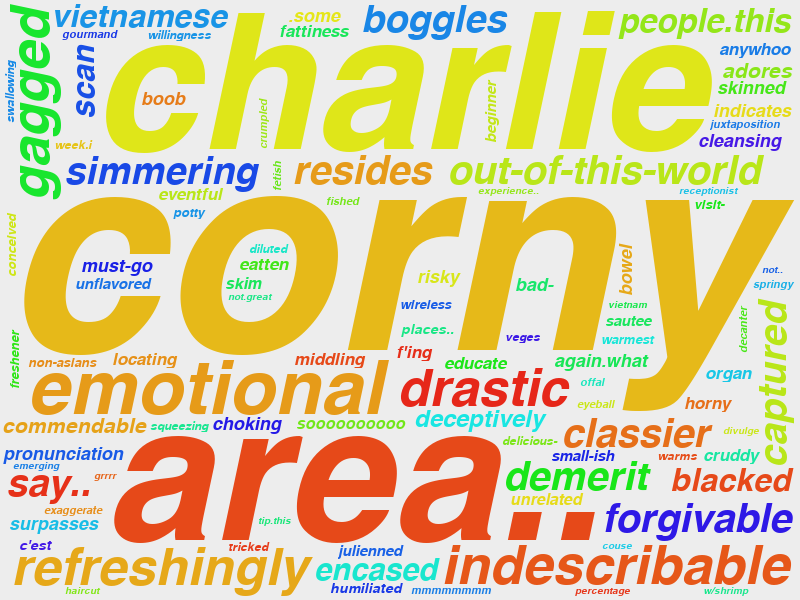 vietnamese
.some
boggles
people.this
gourmand
willingness
fattiness
charlie
anywhoo
gagged
scan
swallowing
adores
skinned
boob
crumpled
beginner
indicates
juxtaposition
cleansing
week.i
simmering
fetish
resides
out-of-this-world
eventful
experience..
receptionist
fished
visit-
potty
conceived
corny
diluted
must-go
eatten
risky
bowel
not..
unflavored
skim
bad-
springy
not.great
wireless
vietnam
places..
sautee
decanter
captured
veges
warmest
freshener
non-asians
locating
middling
f'ing
educate
again.what
organ
emotional
drastic
offal
eyeball
horny
commendable
squeezing
choking
soooooooooo
deceptively
classier
divulge
delicious-
pronunciation
area..
small-ish
warms
cruddy
emerging
say..
grrrr
demerit
blacked
unrelated
exaggerate
surpasses
tip.this
forgivable
c'est
tricked
julienned
couse
refreshingly
encased
indescribable
haircut
humiliated
mmmmmmmm
percentage
w/shrimp